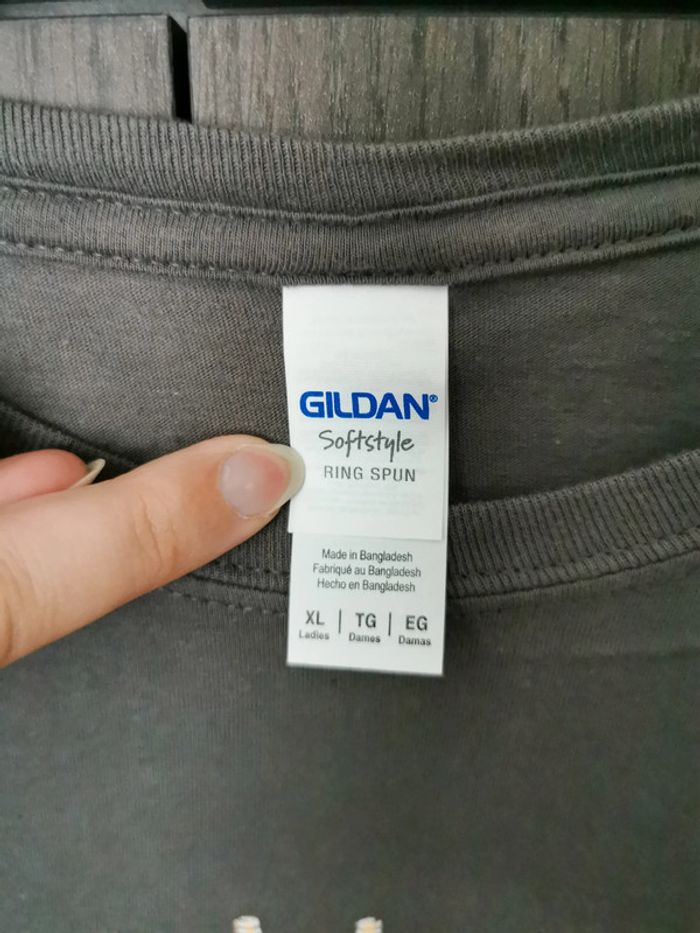 GILDAN®
Softstyle
RING SPUN
Made in Bangladesh
Fabriqué au Bangladesh
Hecho en Bangladesh
XL | TG | EG
Ladies Dames Damas